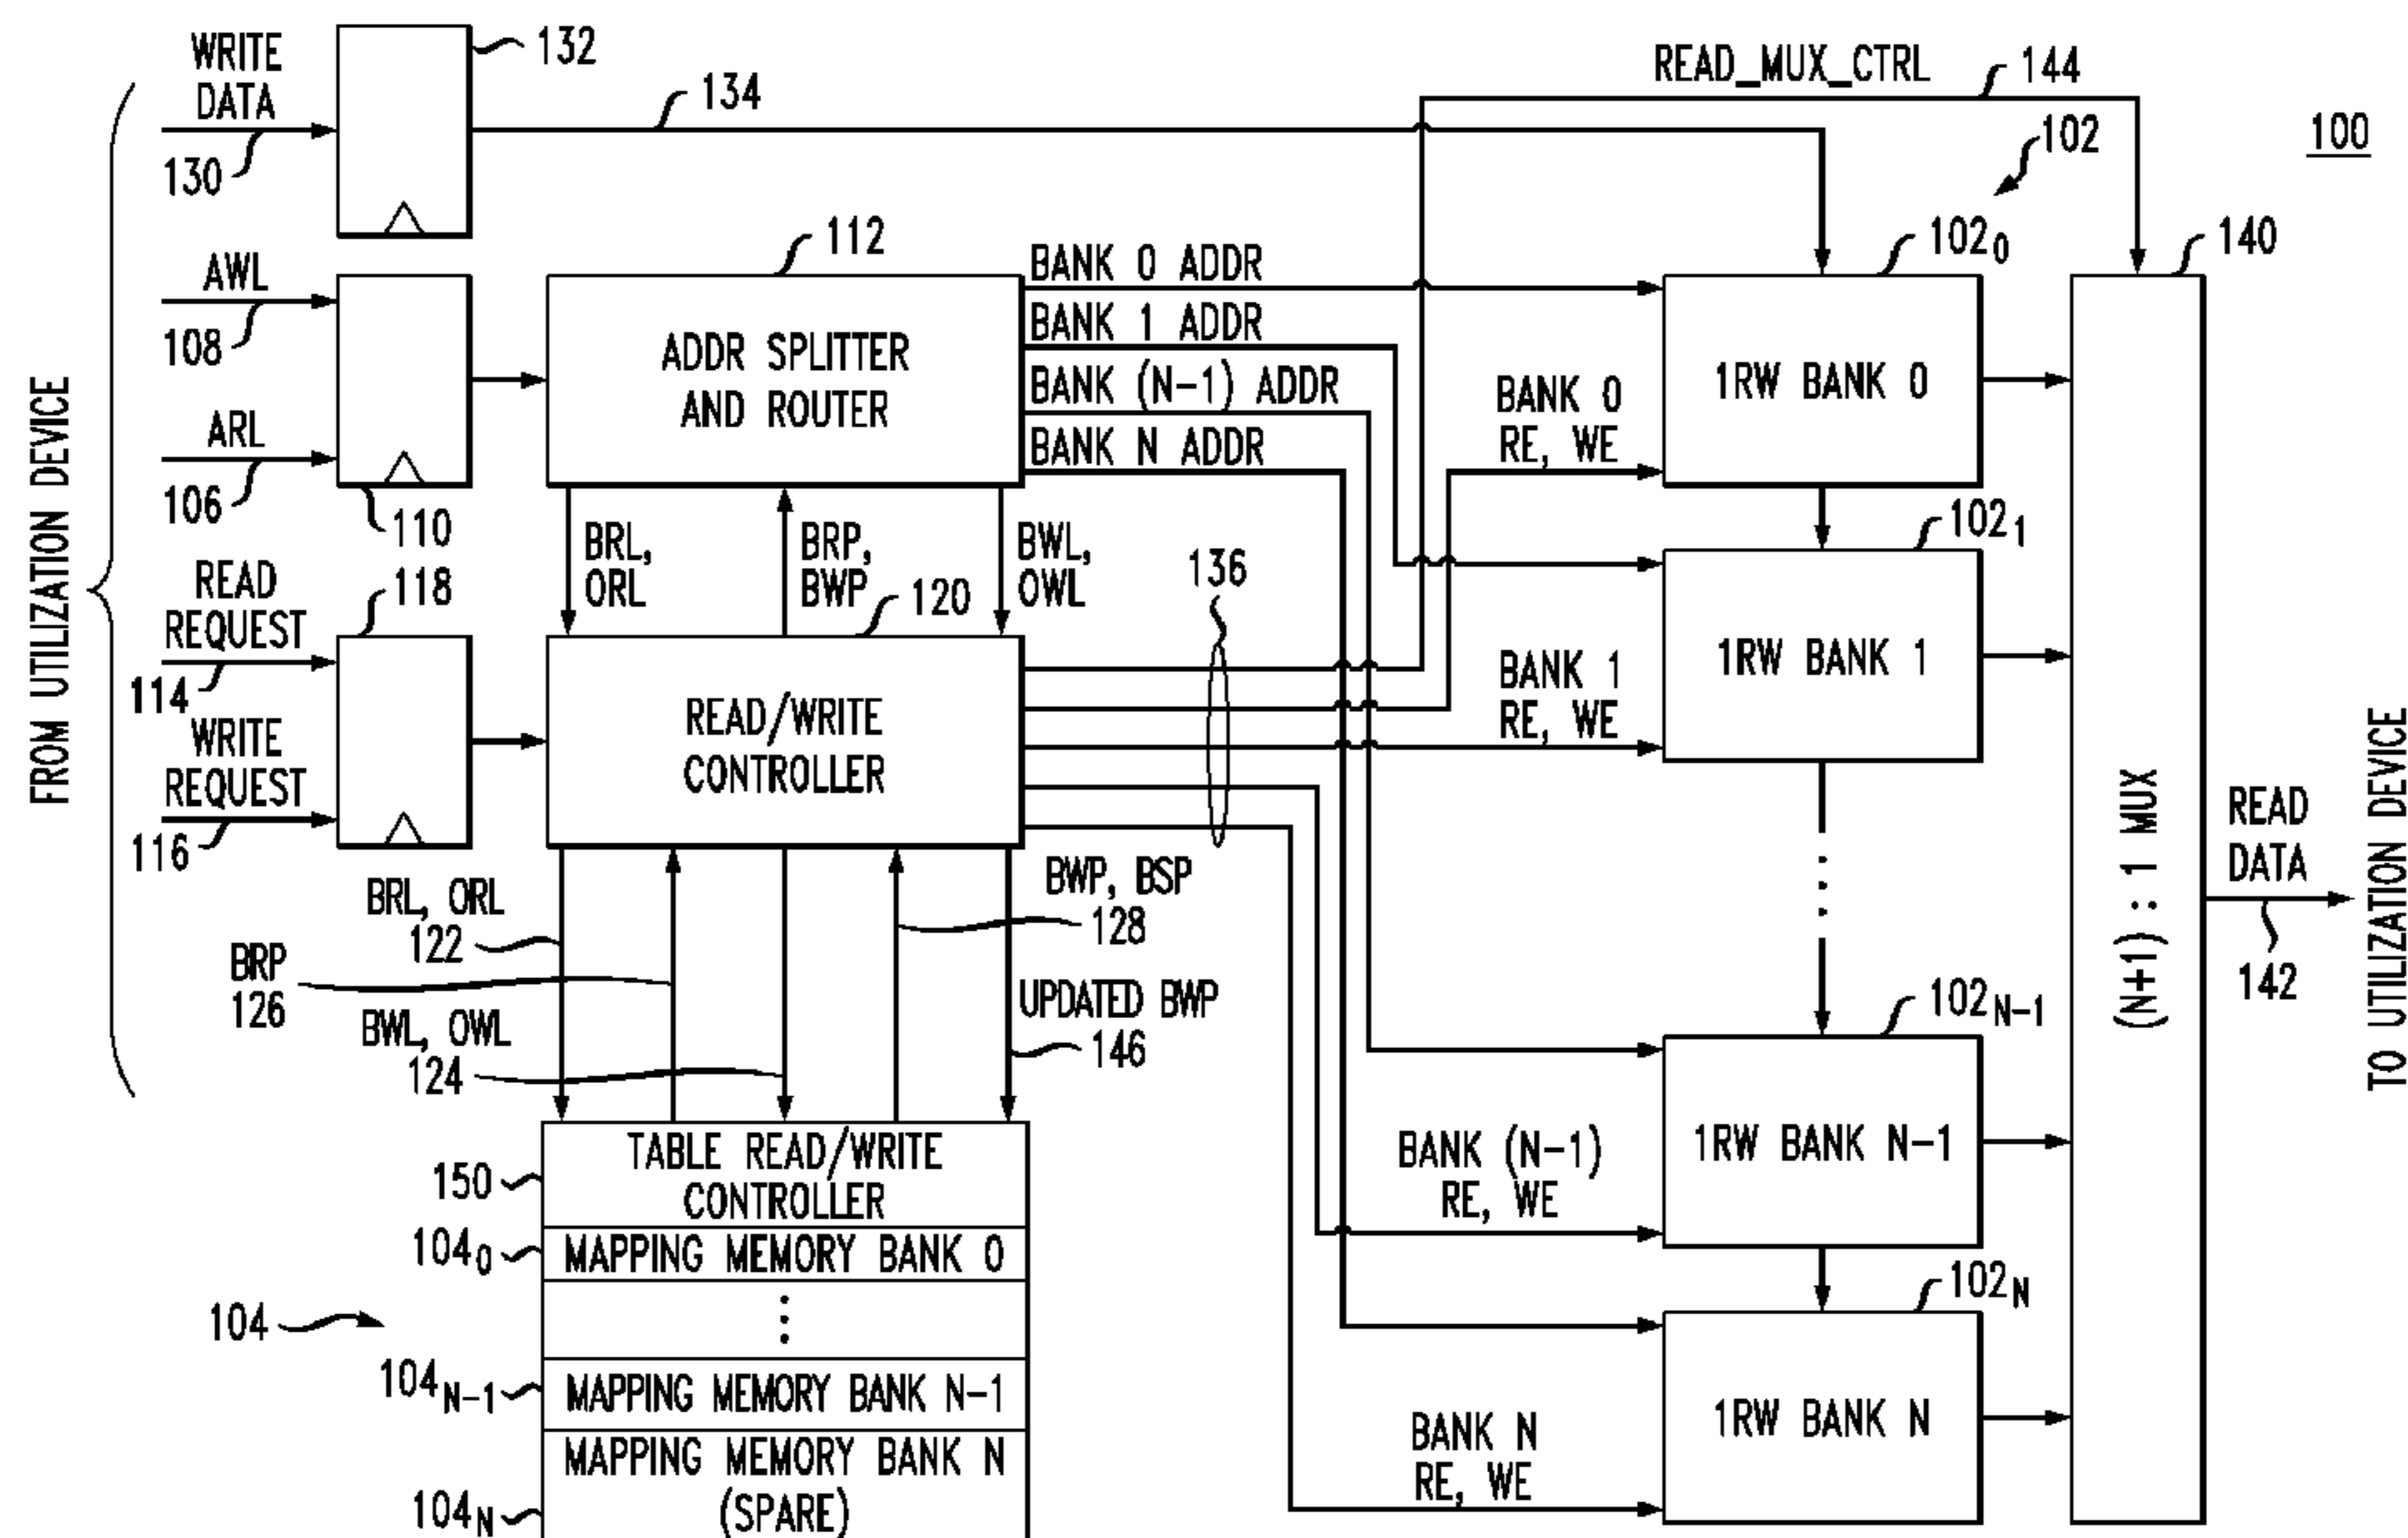 WRITE
DATA
130
132
134
READ_MUX_CTRL
144
102
100
FROM UTILIZATION DEVICE
AWL
108
ARL
106
110
112
ADDR SPLITTER
AND ROUTER
BANK 0 ADDR
BANK 1 ADDR
BANK (N-1) ADDR
BANK N ADDR
BANK 0
RE, WE
102₀
1RW BANK 0
140
READ
REQUEST
114
118
WRITE
REQUEST
116
BRL,
ORL
BRP,
BWP
BWL,
OWL
120
READ/WRITE
CONTROLLER
136
BANK 1
RE, WE
102₁
1RW BANK 1
(N+1) : 1 MUX
READ
DATA
142
TO UTILIZATION DEVICE
BRL, ORL
122
BRP
126
BWL, OWL
124
BWP, BSP
128
UPDATED BWP
146
102N-1
1RW BANK N-1
BANK (N-1)
RE, WE
150
TABLE READ/WRITE
CONTROLLER
104₀
MAPPING MEMORY BANK 0
104
⋮
104N-1
MAPPING MEMORY BANK N-1
104N
MAPPING MEMORY BANK N
(SPARE)
102N
1RW BANK N
BANK N
RE, WE